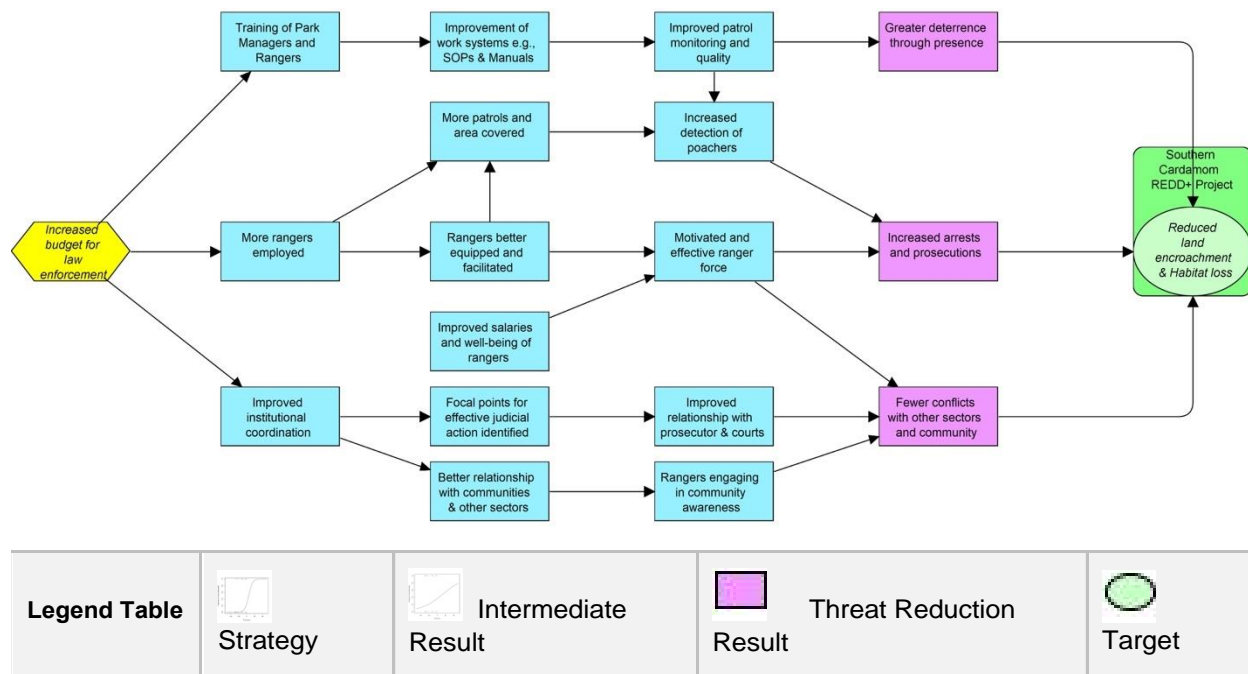 Training of Park
Managers and
Rangers
Improvement of
work systems e.g.,
SOPs & Manuals
Improved patrol
monitoring and
quality
Greater deterrence
through presence
More patrols and
area covered
Increased
detection of
poachers
Southern
Cardamom
REDD+ Project
Increased
budget for
law
enforcement
More rangers
employed
Rangers better
equipped and
facilitated
Motivated and
effective ranger
force
Increased arrests
and prosecutions
Reduced
land
encroachment
& Habitat loss
Improved salaries
and well-being of
rangers
Improved
institutional
coordination
Focal points for
effective judicial
action identified
Improved
relationship with
prosecutor & courts
Fewer conflicts
with other sectors
and community
Better relationship
with communities
& other sectors
Rangers engaging
in community
awareness
Legend Table
Strategy
Intermediate
Result
Threat Reduction
Result
Target